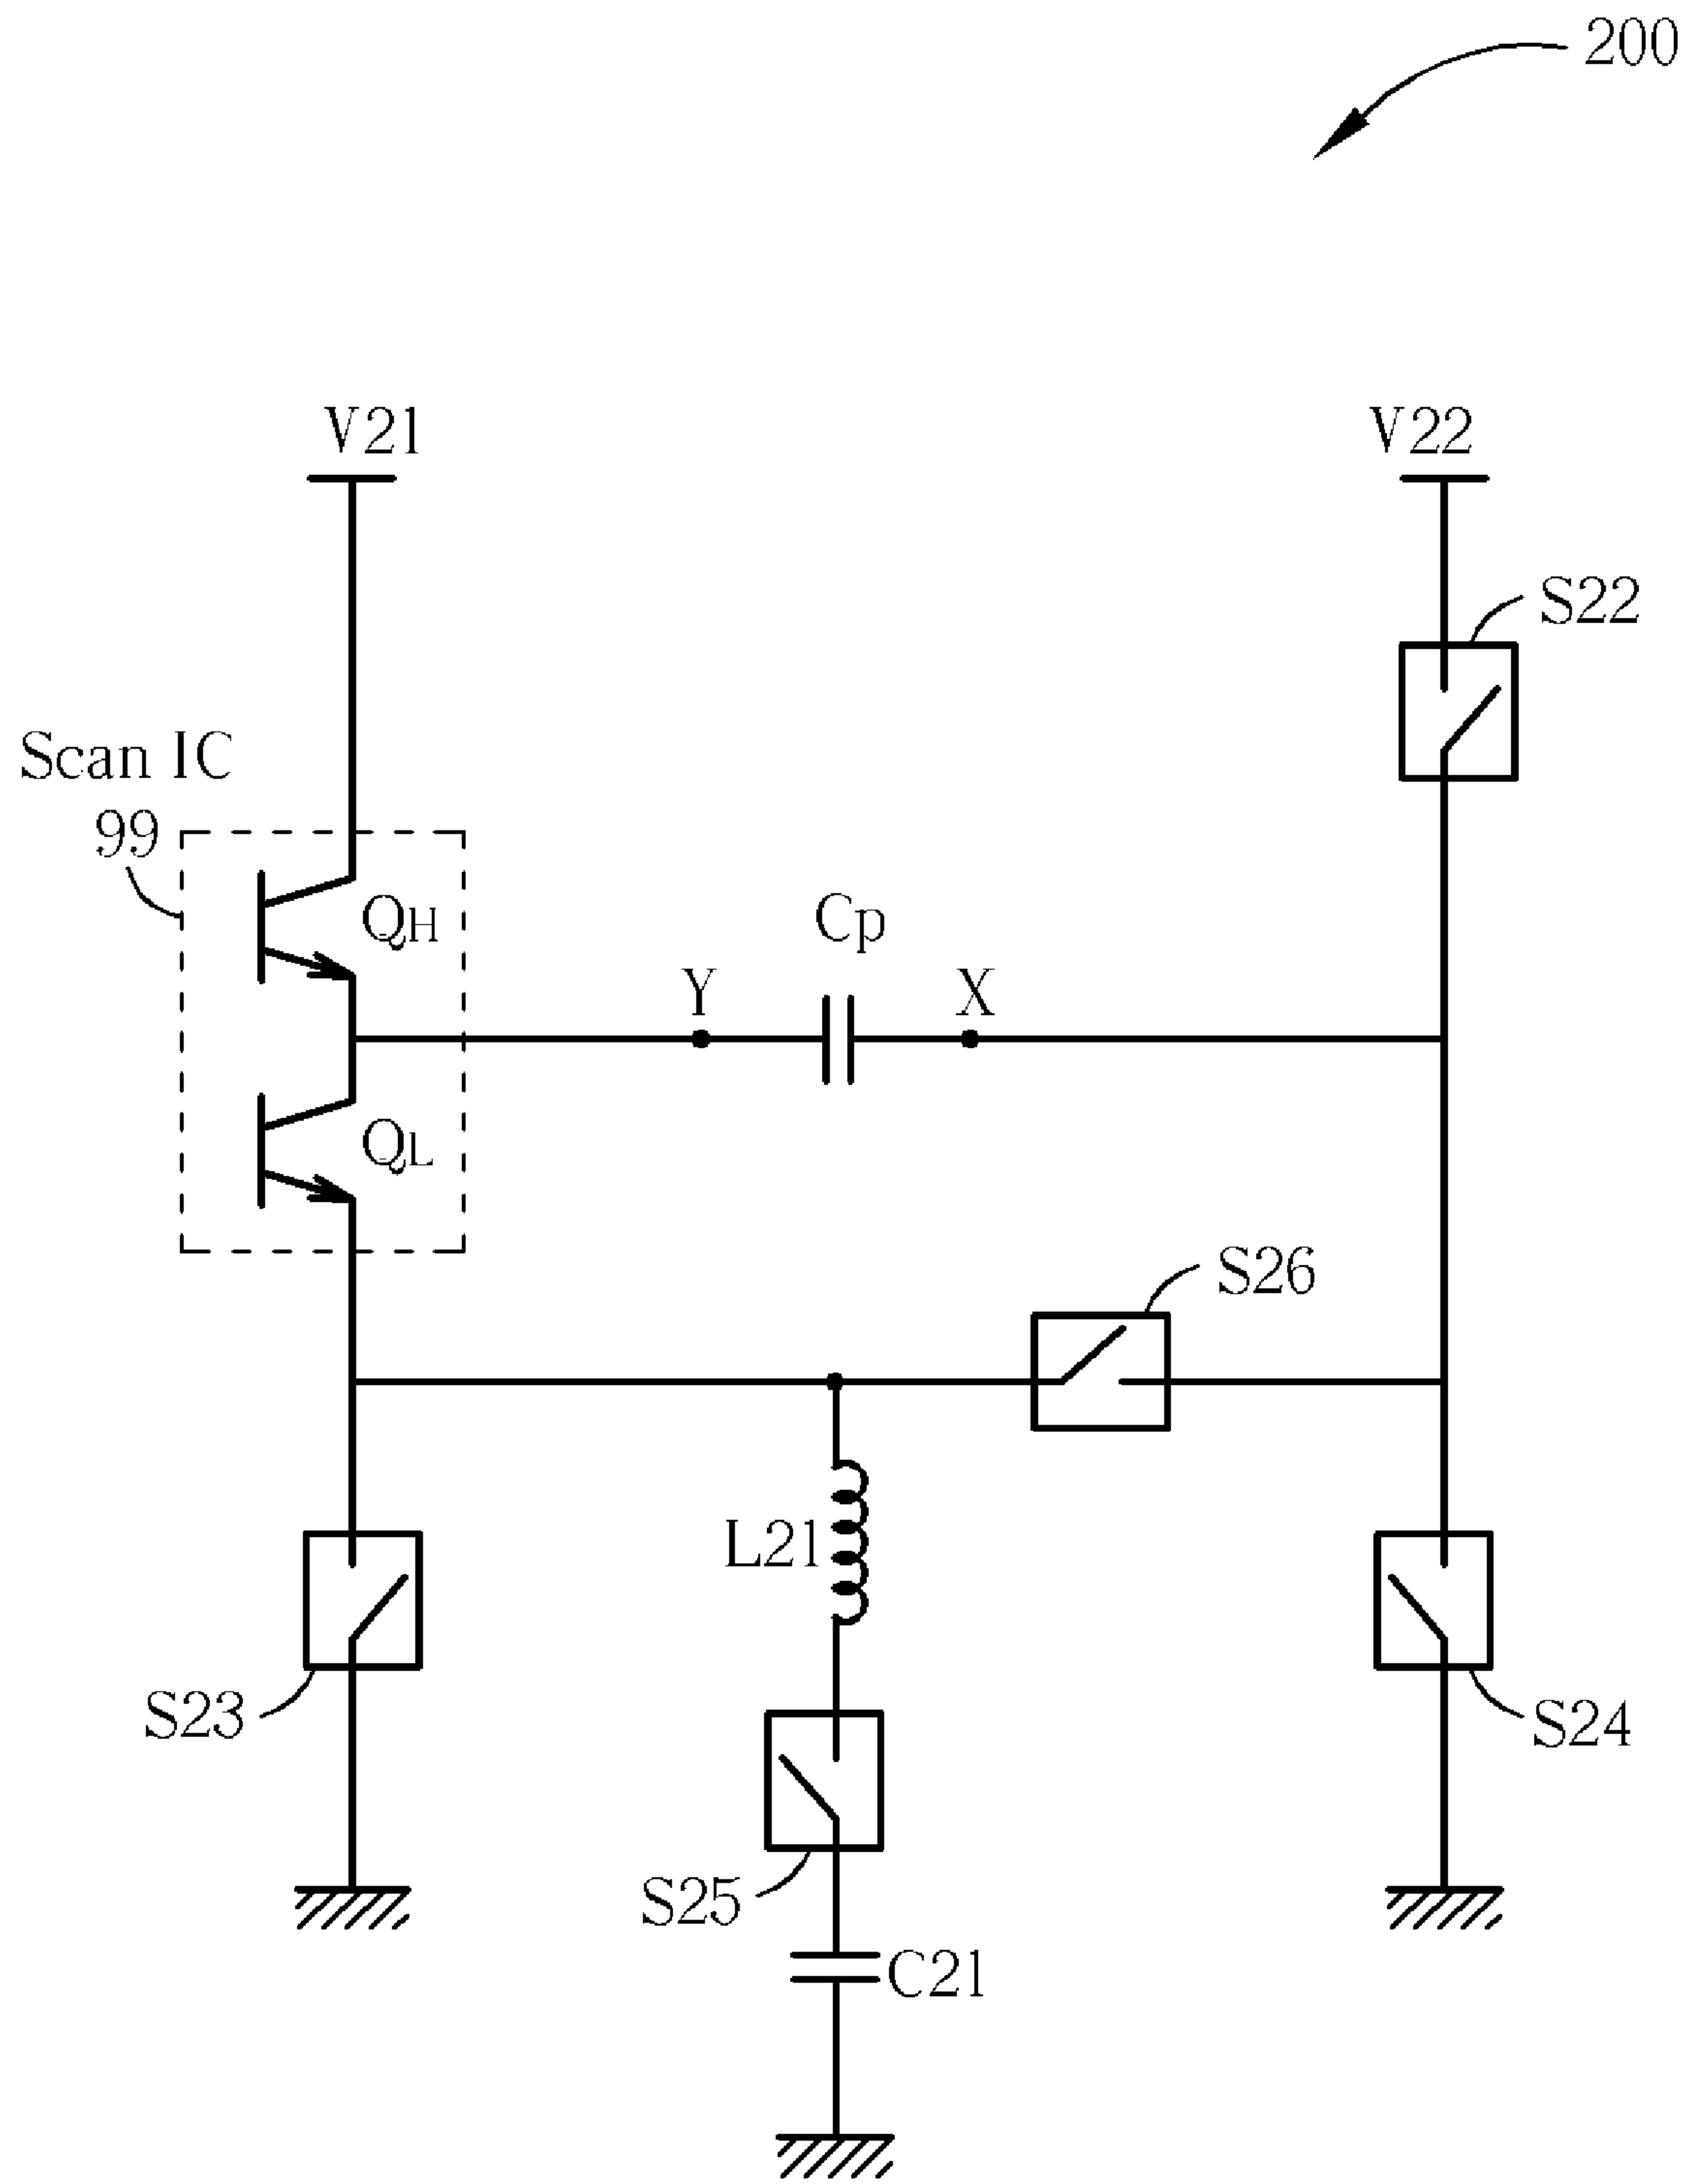 200
V21
V22
S22
Scan IC
99
QH
Cp
Y
X
QL
S26
L21
S23
S24
S25
C21